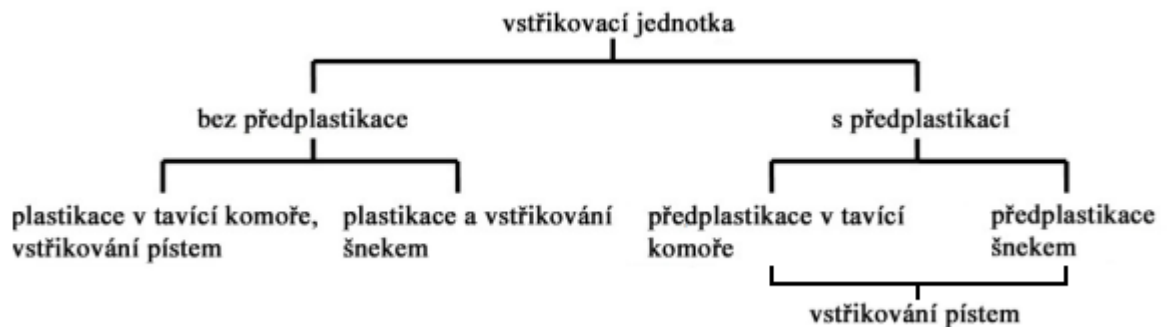 vstřikovací jednotka
bez předplastikace
s předplastikací
plastikace v tavící komoře,
vstřikování pístem
plastikace a vstřikování
šnekem
předplastikace v tavící
komoře
předplastikace
šnekem
vstřikování pístem